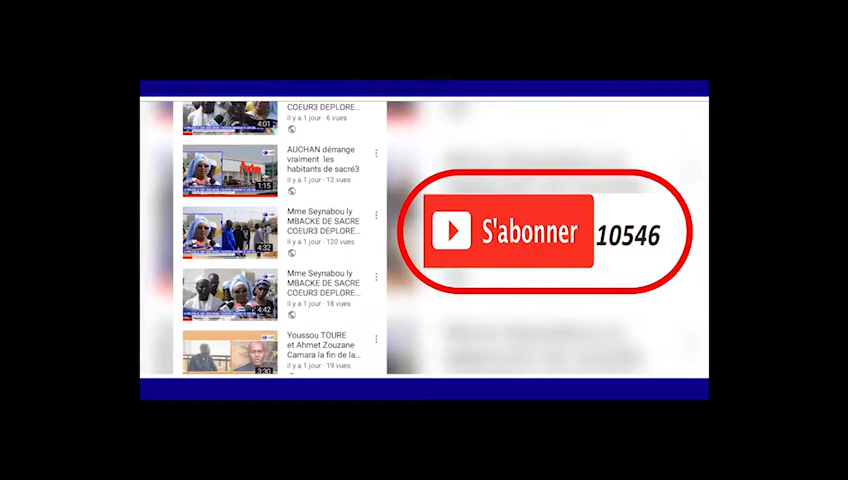 COEUR3 DEPLORE...
il y a 1 jour · 6 vues
4:01
AUCHAN dérrange
vraiment les
habitants de sacré3
il y a 1 jour · 12 vues
1:15
Mme Seynabou ly
MBACKE DE SACRE
COEUR3 DEPLORE...
il y a 1 jour · 120 vues
4:32
Mme Seynabou ly
MBACKE DE SACRE
COEUR3 DEPLORE...
il y a 1 jour · 18 vues
4:42
Youssou TOURE
et Ahmet Zouzane
Camara la fin de la...
il y a 1 jour · 19 vues
3:30
S'abonner 10546